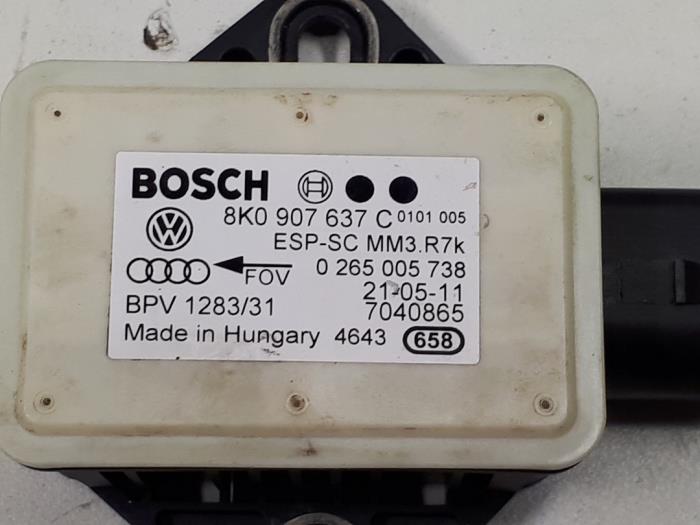 BOSCH
8K0 907 637 C 0101 005
ESP-SC MM3.R7k
FOV 0 265 005 738
21-05-11
BPV 1283/31 7040865
Made in Hungary 4643 658